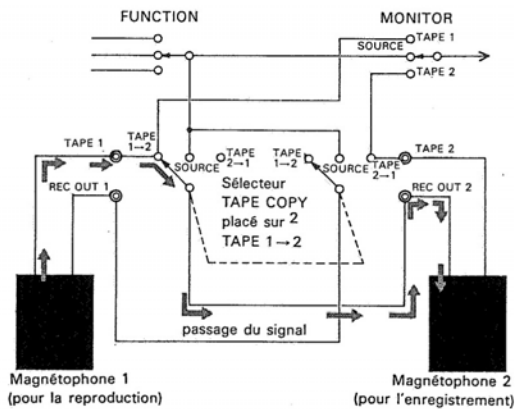 FUNCTION
MONITOR
TAPE 1
SOURCE
TAPE 2
TAPE 1
TAPE
1→2
SOURCE
TAPE
2→1
TAPE
1→2
TAPE
2→1
TAPE 2
REC OUT 1
REC OUT 2
Sélecteur
TAPE COPY
placé sur 2
TAPE 1→2
passage du signal
Magnétophone 1
(pour la reproduction)
Magnétophone 2
(pour l'enregistrement)
SOURCE